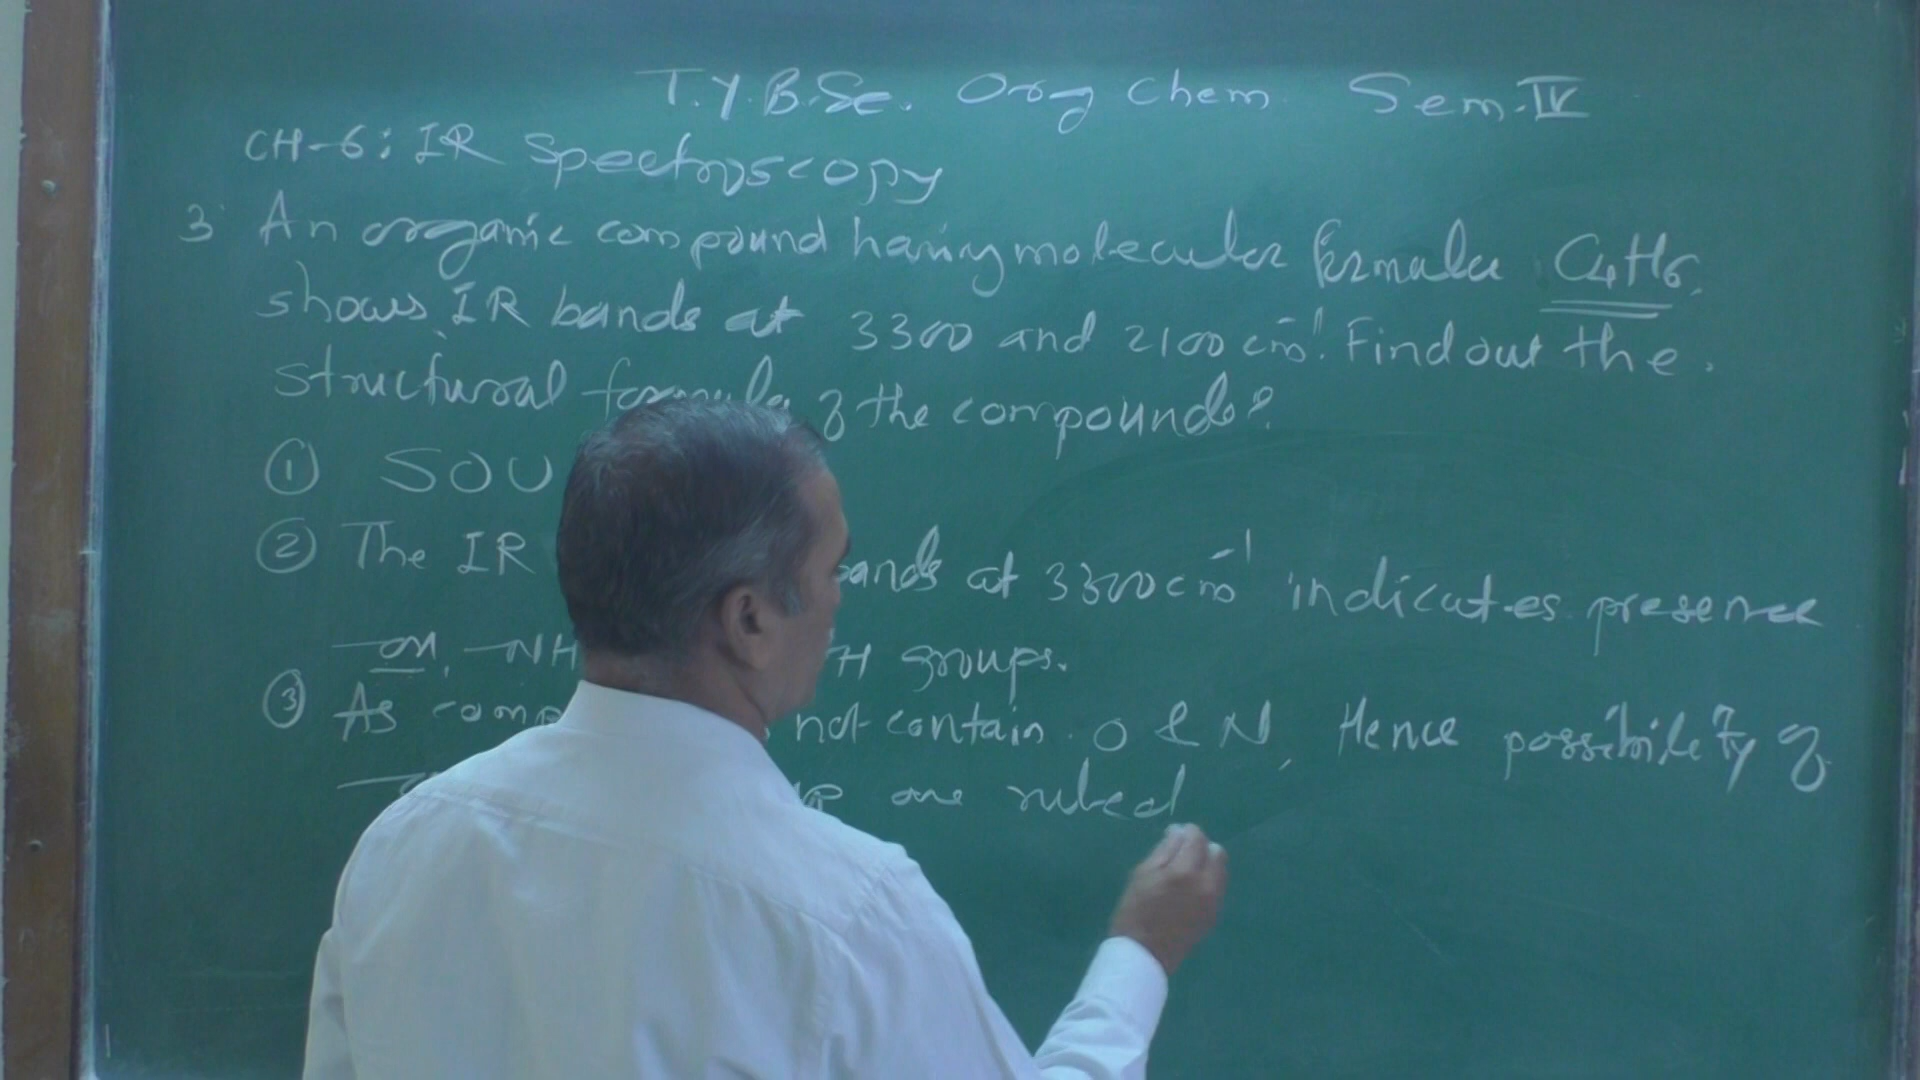 T.Y.B.Sc. Org Chem Sem. IV
CH-6: IR Spectroscopy
3. An organic compound having molecular formula C4H6,
shows IR bands at 3300 and 2100 cm-1. Find out the
structural formula of the compounds?
① SOU
② The IR bands at 3300 cm-1 indicates presence
-OH, -NH H groups.
③ As not contain O & N, Hence possibility of
are ruled